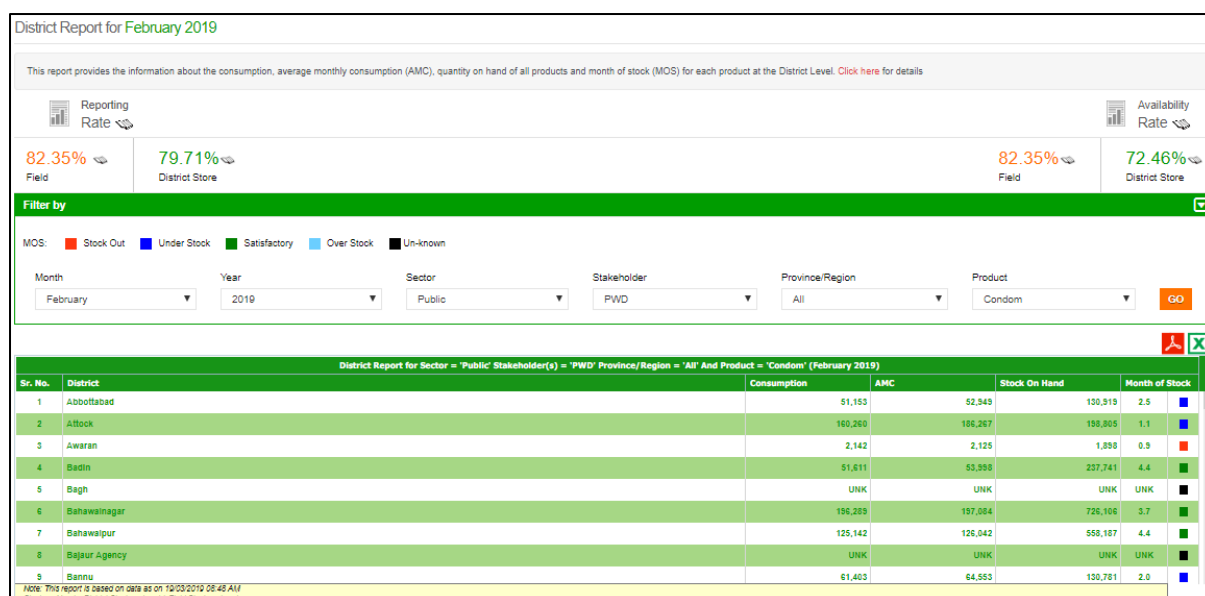 District Report for February 2019
This report provides the information about the consumption, average monthly consumption (AMC), quantity on hand of all products and month of stock (MOS) for each product at the District Level. Click here for details
Reporting Rate
Availability Rate
82.35% 79.71% 82.35% 72.46%
Field District Store Field District Store
Filter by
MOS: Stock Out Under Stock Satisfactory Over Stock Un-known
Month Year Sector Stakeholder Province/Region Product
February 2019 Public PWD All Condom GO
District Report for Sector = 'Public' Stakeholder(s) = 'PWD' Province/Region = 'All' And Product = 'Condom' (February 2019)
Sr. No. District Consumption AMC Stock On Hand Month of Stock
1 Abbottabad 51,153 52,949 130,919 2.5
2 Attock 160,260 186,267 198,805 1.1
3 Awaran 2,142 2,125 1,898 0.9
4 Badin 51,611 53,998 237,741 4.4
5 Bagh UNK UNK UNK UNK
6 Bahawalnagar 196,289 197,084 726,106 3.7
7 Bahawalpur 125,142 126,042 558,187 4.4
8 Bajaur Agency UNK UNK UNK UNK
9 Bannu 61,403 64,553 130,781 2.0
Note: This report is based on data as on 19/03/2019 08:48 AM